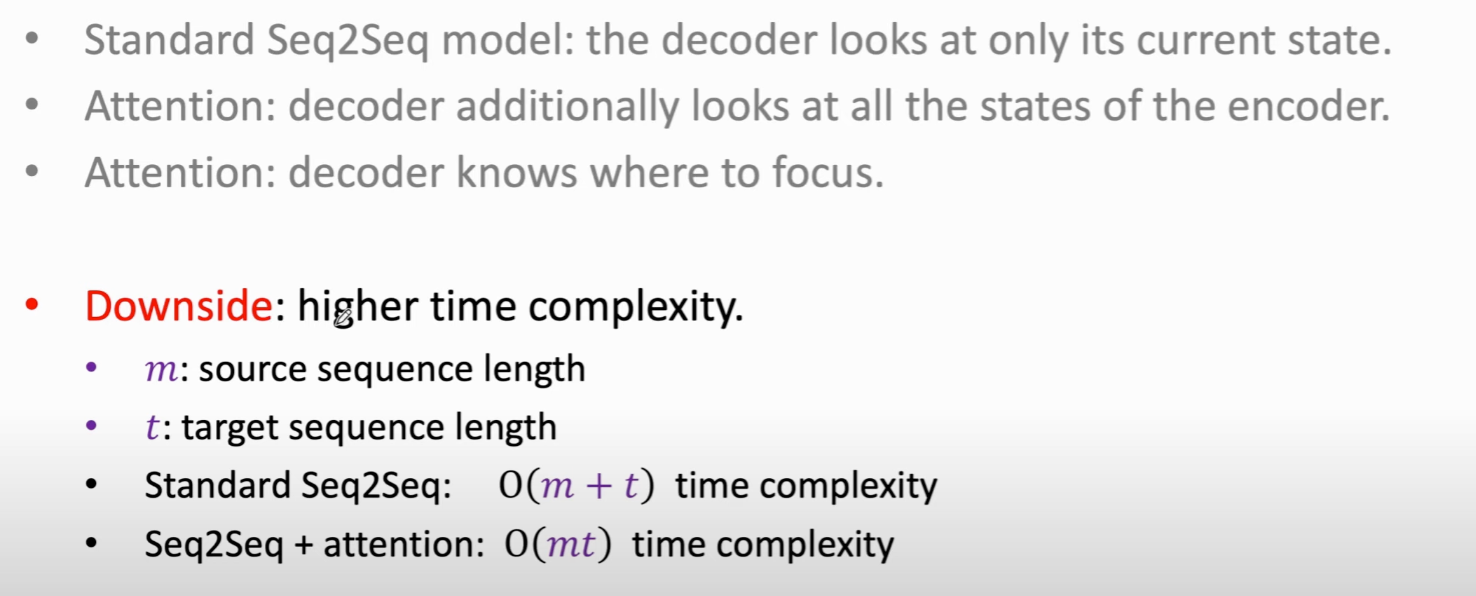 • Standard Seq2Seq model: the decoder looks at only its current state.
• Attention: decoder additionally looks at all the states of the encoder.
• Attention: decoder knows where to focus.
• Downside: higher time complexity.
• m: source sequence length
• t: target sequence length
• Standard Seq2Seq: O(m + t) time complexity
• Seq2Seq + attention: O(mt) time complexity